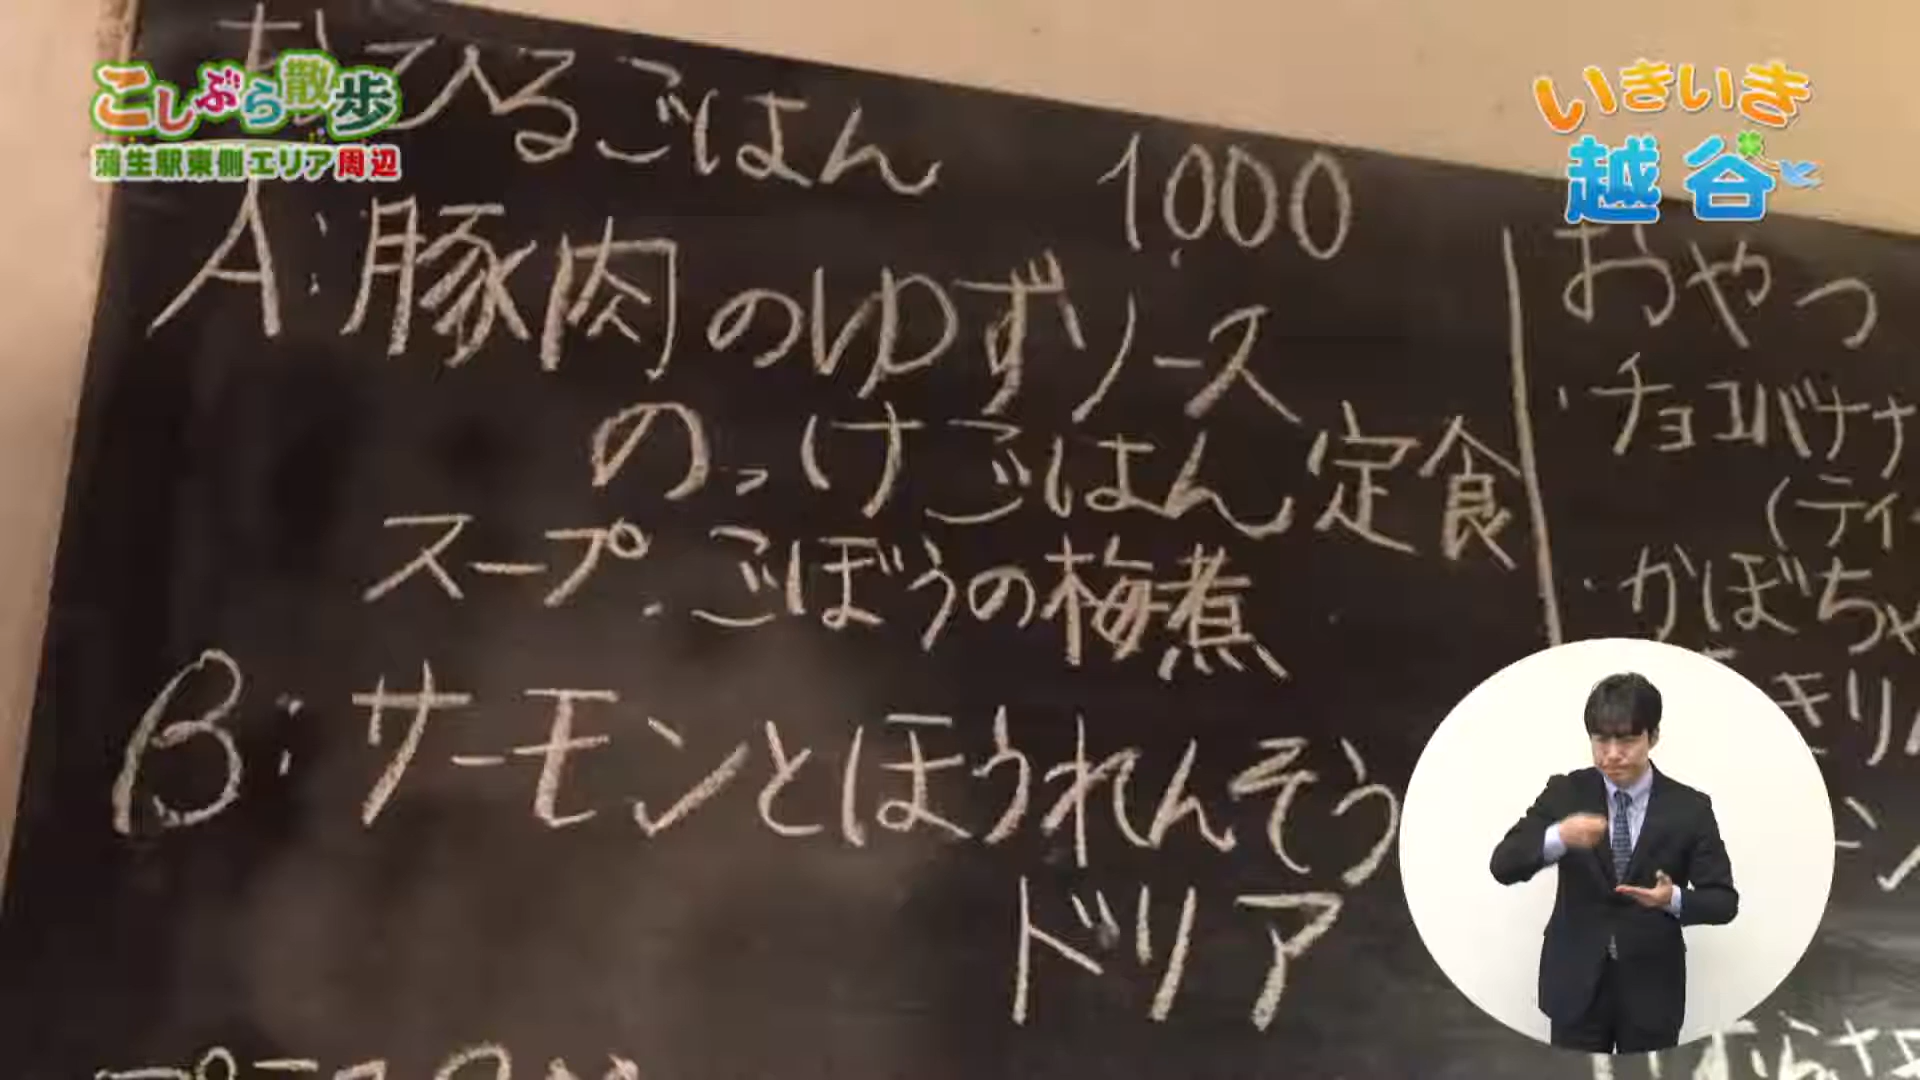 こしぶら散歩
蒲生駅東側エリア周辺
いきいき
越谷
おひるごはん 1000
A:豚肉のゆずソース
のっけごはん定食
スープ.ごぼうの梅煮
B:サーモンとほうれんそう
ドリア
おやつ
・チョコバナナ
(ティ
・かぼちゃ